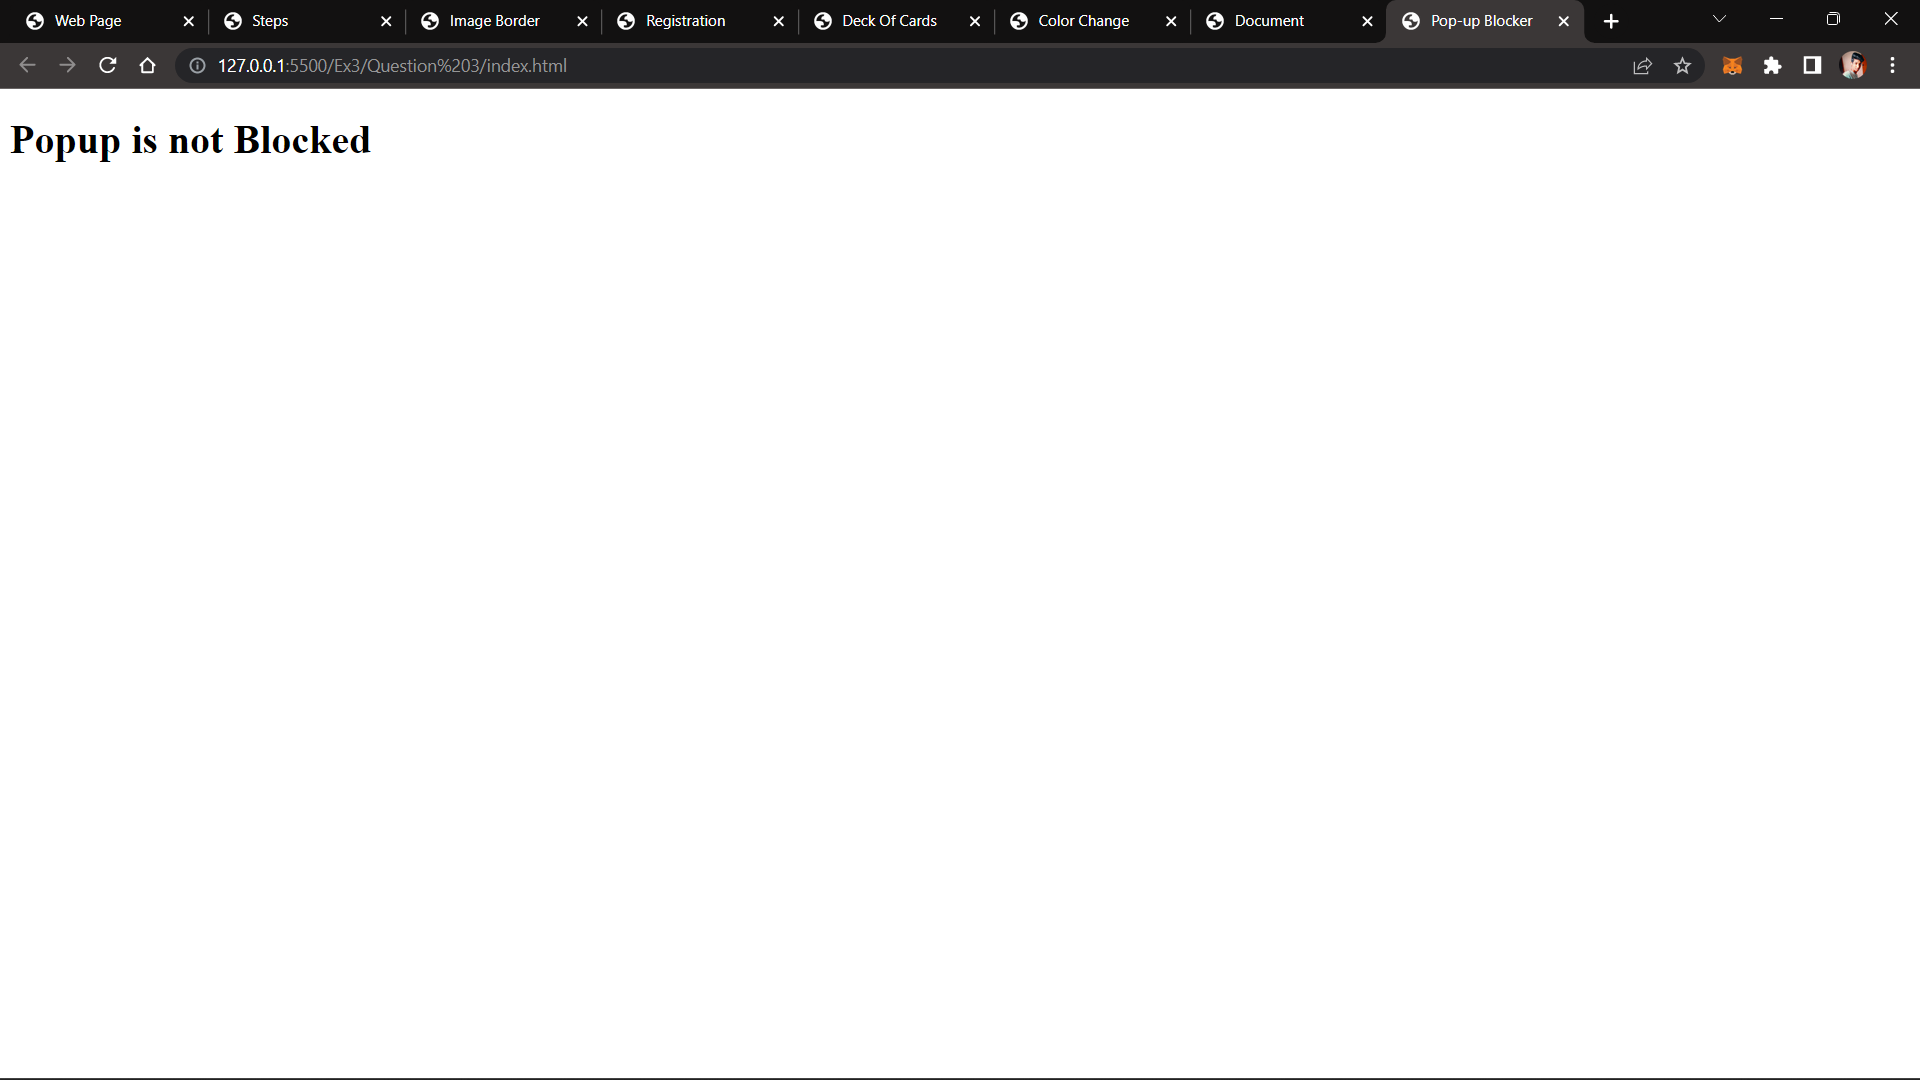 Web Page
Steps
Image Border
Registration
Deck Of Cards
Color Change
Document
Pop-up Blocker
127.0.0.1:5500/Ex3/Question%203/index.html
Popup is not Blocked